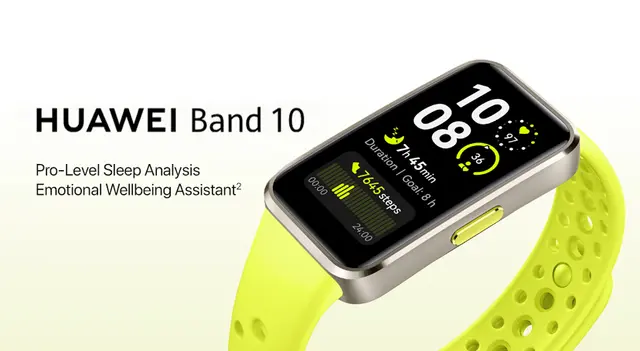 HUAWEI Band 10
Pro-Level Sleep Analysis
Emotional Wellbeing Assistant²
10
08
97
36
7h 45min
Duration | Goal: 8 h
7645 steps
00:00
24:00